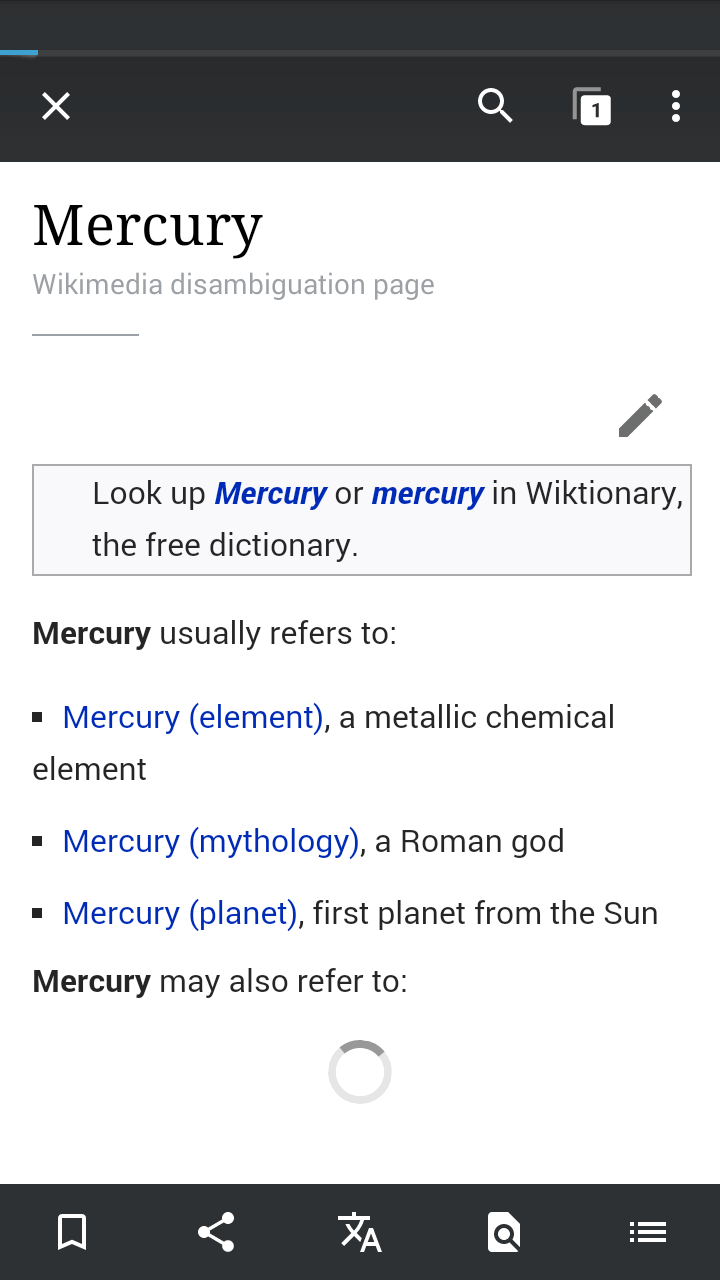 1
Mercury
Wikimedia disambiguation page
Look up Mercury or mercury in Wiktionary,
the free dictionary.
Mercury usually refers to:
▪ Mercury (element), a metallic chemical
element
▪ Mercury (mythology), a Roman god
▪ Mercury (planet), first planet from the Sun
Mercury may also refer to: